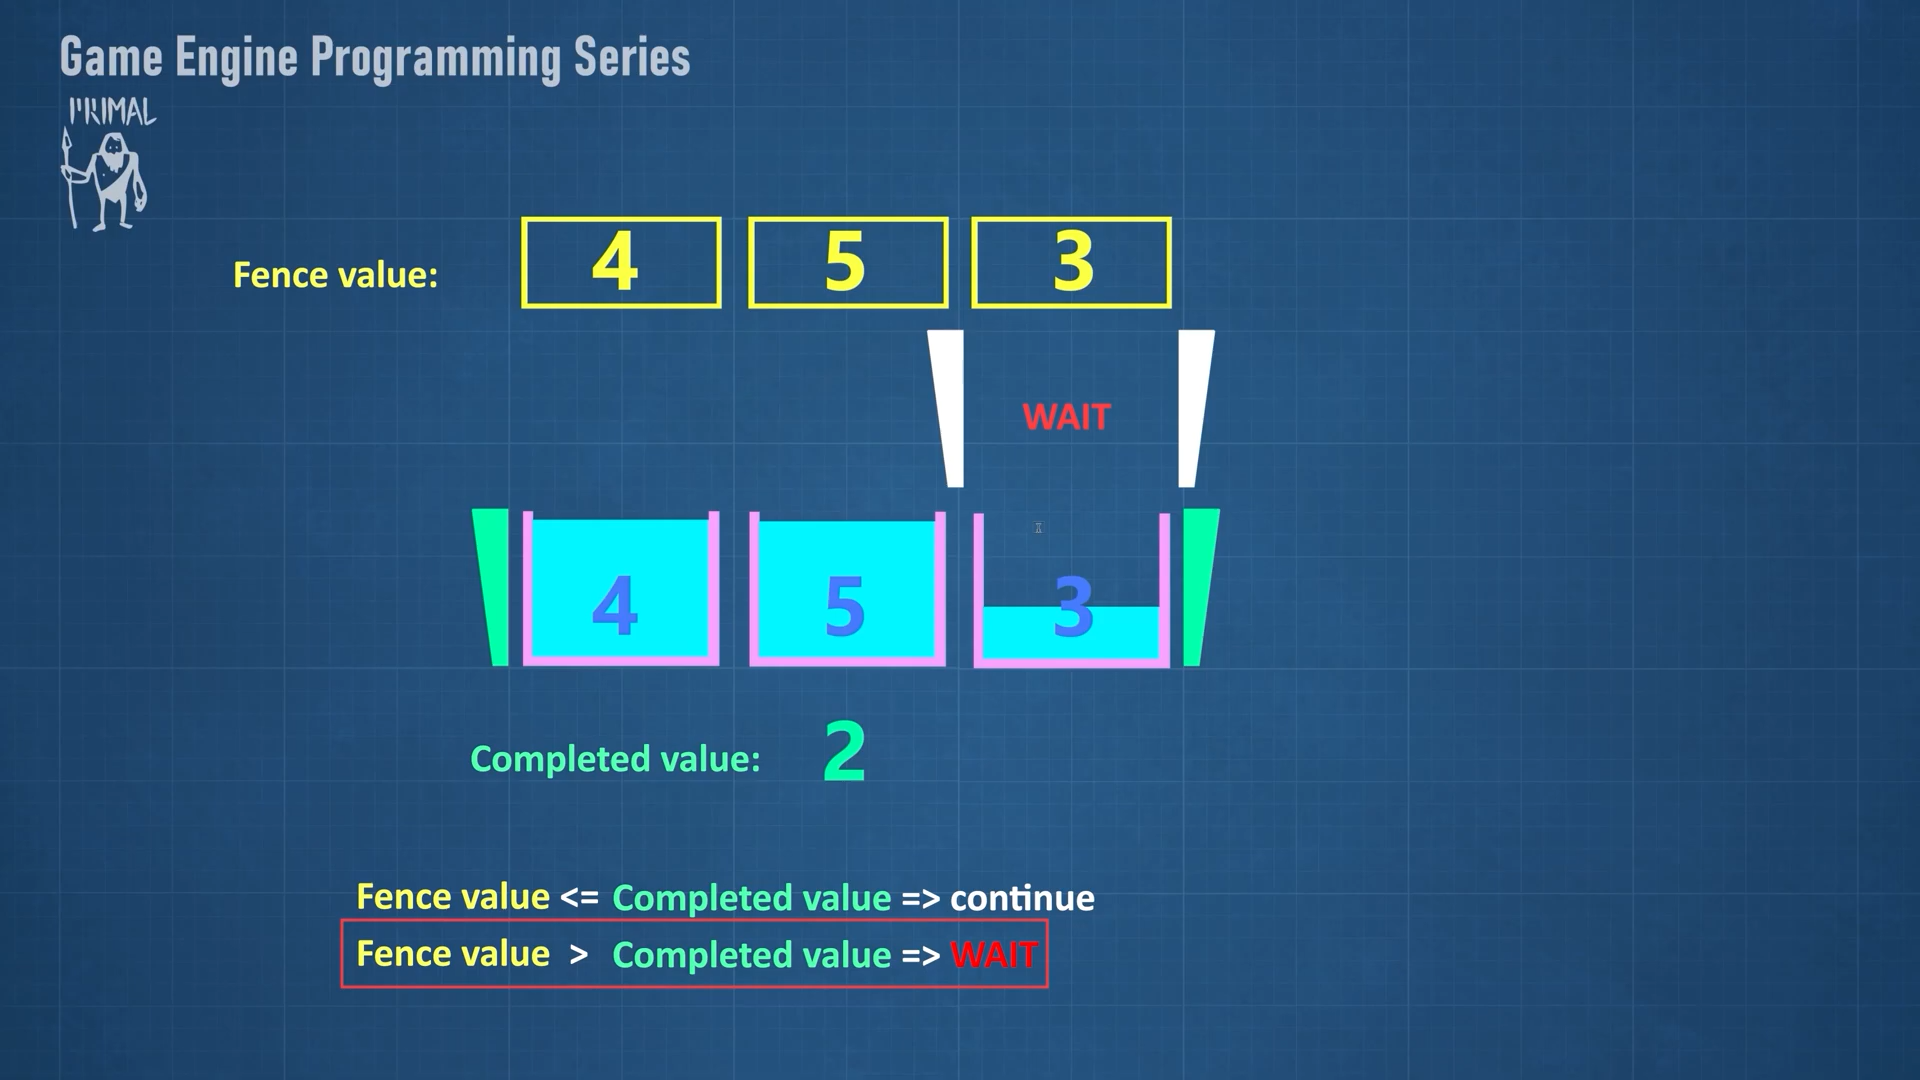 Game Engine Programming Series
PRIMAL
Fence value: 4 5 3
WAIT
4 5 3
Completed value: 2
Fence value <= Completed value => continue
Fence value > Completed value => WAIT